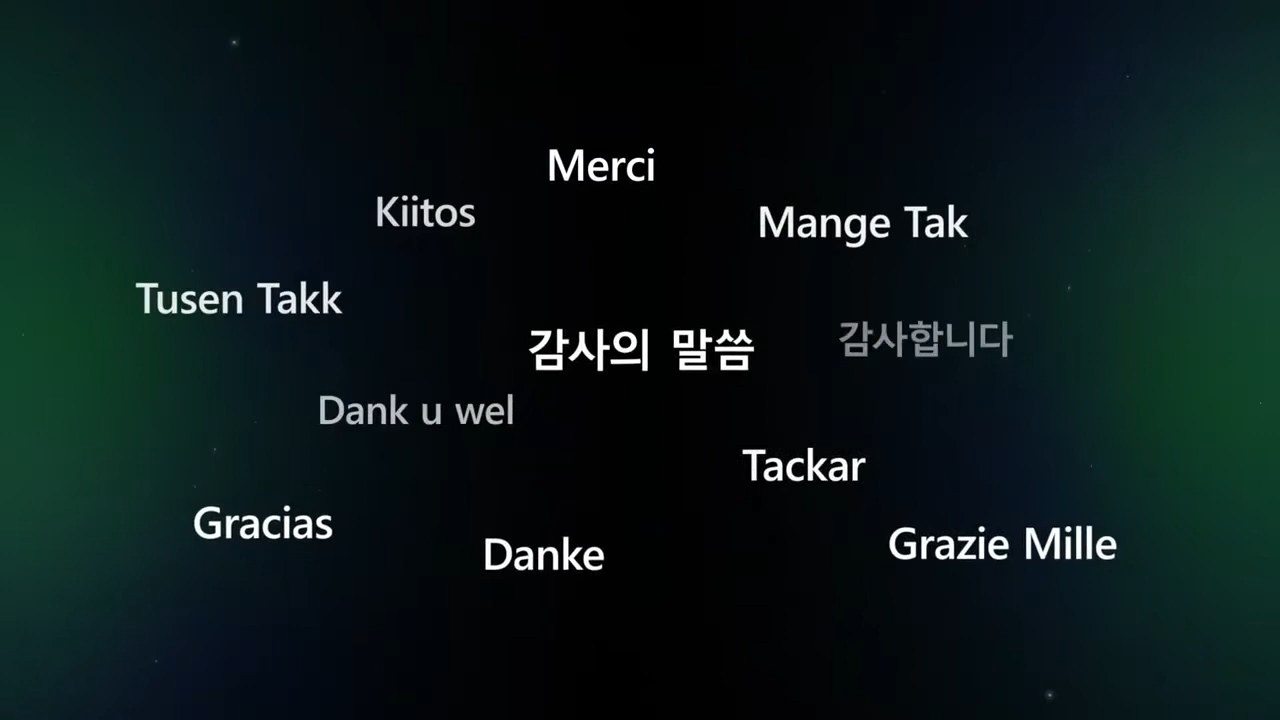 Merci
Kiitos
Mange Tak
Tusen Takk
감사의 말씀
감사합니다
Dank u wel
Tackar
Gracias
Danke
Grazie Mille